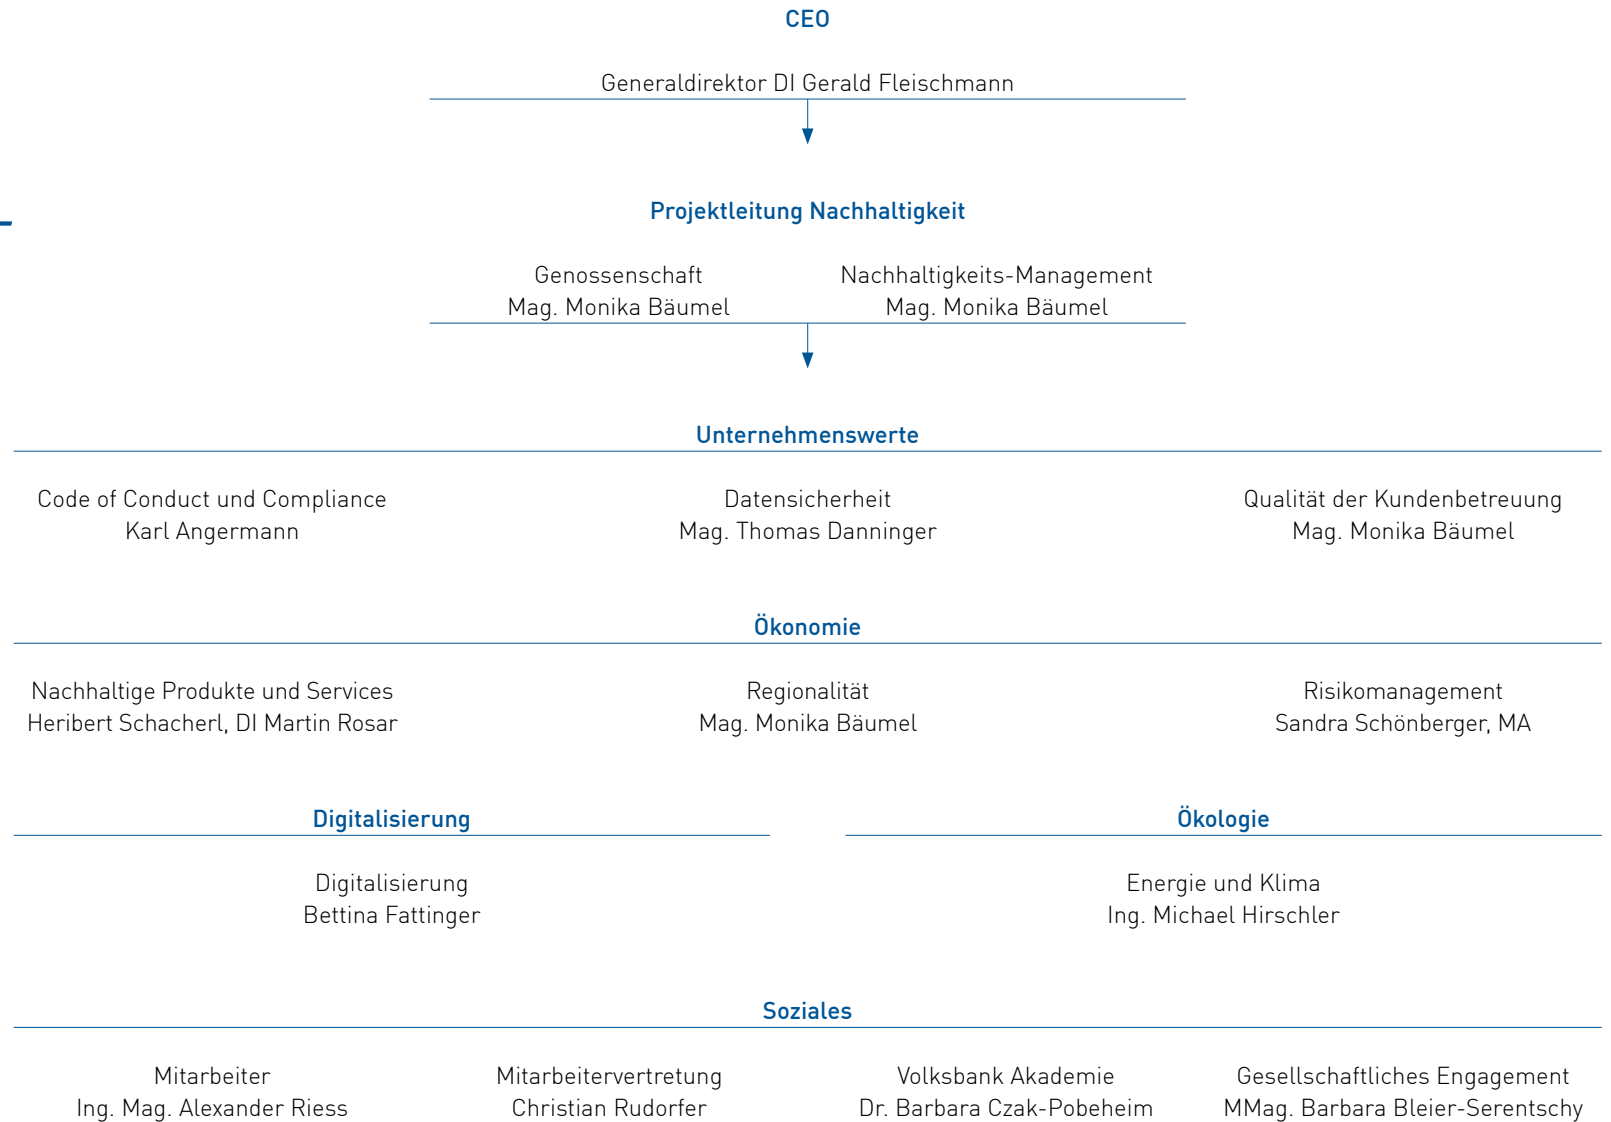 CEO
Generaldirektor DI Gerald Fleischmann
Projektleitung Nachhaltigkeit
Genossenschaft
Mag. Monika Bäumel
Nachhaltigkeits-Management
Mag. Monika Bäumel
Unternehmenswerte
Code of Conduct und Compliance
Karl Angermann
Datensicherheit
Mag. Thomas Danninger
Qualität der Kundenbetreuung
Mag. Monika Bäumel
Ökonomie
Nachhaltige Produkte und Services
Heribert Schacherl, DI Martin Rosar
Regionalität
Mag. Monika Bäumel
Risikomanagement
Sandra Schönberger, MA
Digitalisierung
Digitalisierung
Bettina Fattinger
Ökologie
Energie und Klima
Ing. Michael Hirschler
Soziales
Mitarbeiter
Ing. Mag. Alexander Riess
Mitarbeitervertretung
Christian Rudorfer
Volksbank Akademie
Dr. Barbara Czak-Pobeheim
Gesellschaftliches Engagement
MMag. Barbara Bleier-Serentschy